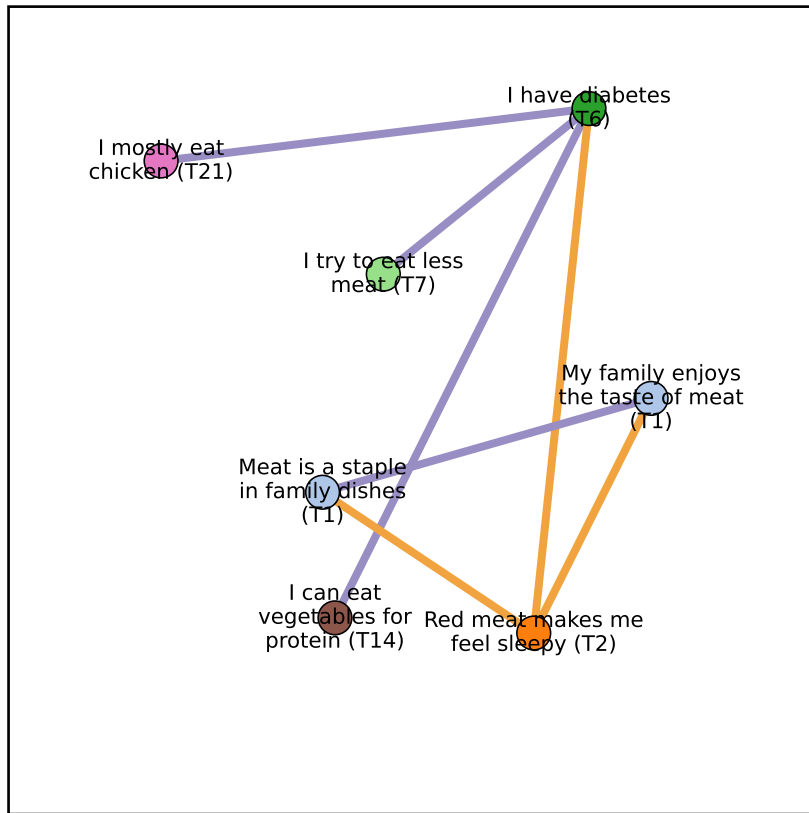 I have diabetes
(T6)
I mostly eat
chicken (T21)
I try to eat less
meat (T7)
My family enjoys
the taste of meat
(T1)
Meat is a staple
in family dishes
(T1)
I can eat
vegetables for
protein (T14)
Red meat makes me
feel sleepy (T2)